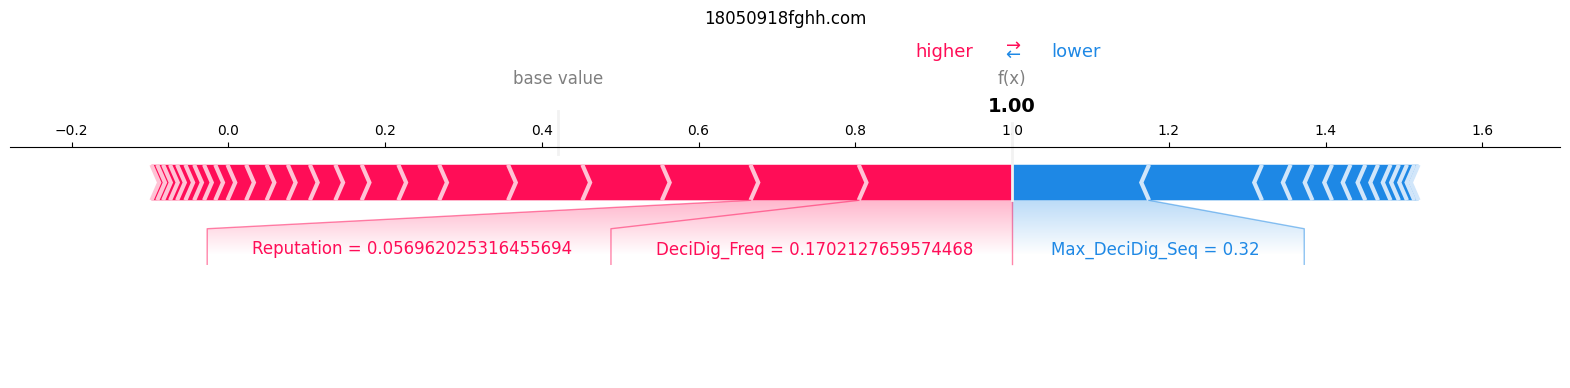 18050918fghh.com
higher ⇄ lower
base value f(x)
1.00
−0.2 0.0 0.2 0.4 0.6 0.8 1.0 1.2 1.4 1.6
Reputation = 0.056962025316455694 DeciDig_Freq = 0.1702127659574468 Max_DeciDig_Seq = 0.32